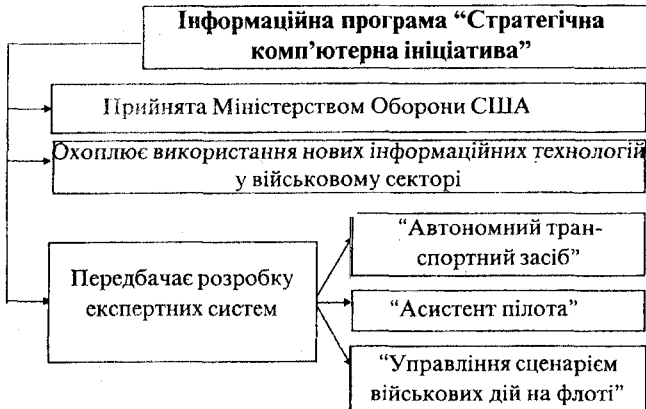 Інформаційна програма “Стратегічна
комп’ютерна ініціатива”
Прийнята Міністерством Оборони США
Охоплює використання нових інформаційних технологій
у військовому секторі
Передбачає розробку
експертних систем
“Автономний тран-
спортний засіб”
“Асистент пілота”
“Управління сценарієм
військових дій на флоті”